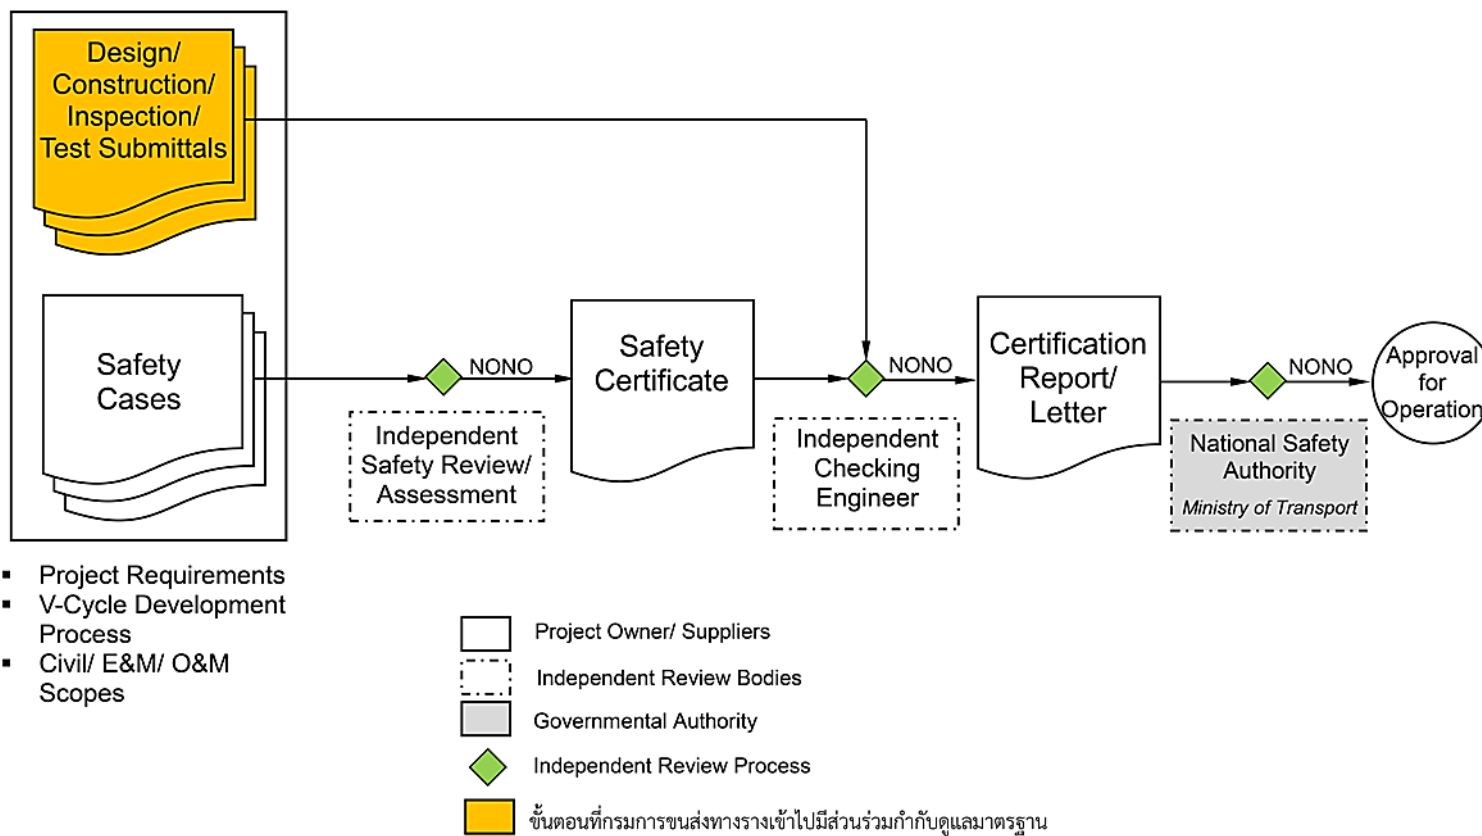 Design/
Construction/
Inspection/
Test Submittals
Safety
Cases
NONO
Independent
Safety Review/
Assessment
Safety
Certificate
NONO
Independent
Checking
Engineer
Certification
Report/
Letter
NONO
National Safety
Authority
Ministry of Transport
Approval
for
Operation
▪ Project Requirements
▪ V-Cycle Development
Process
▪ Civil/ E&M/ O&M
Scopes
Project Owner/ Suppliers
Independent Review Bodies
Governmental Authority
Independent Review Process
ขั้นตอนที่กรมการขนส่งทางรางเข้าไปมีส่วนร่วมกำกับดูแลมาตรฐาน